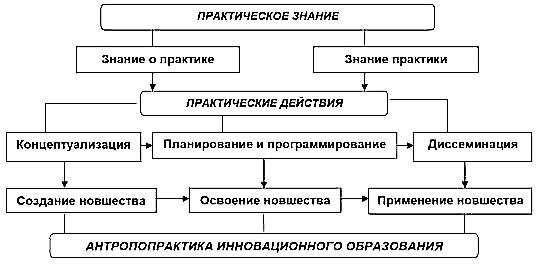 ПРАКТИЧЕСКОЕ ЗНАНИЕ
Знание о практике
Знание практики
ПРАКТИЧЕСКИЕ ДЕЙСТВИЯ
Концептуализация
Планирование и программирование
Диссеминация
Создание новшества
Освоение новшества
Применение новшества
АНТРОПОПРАКТИКА ИННОВАЦИОННОГО ОБРАЗОВАНИЯ